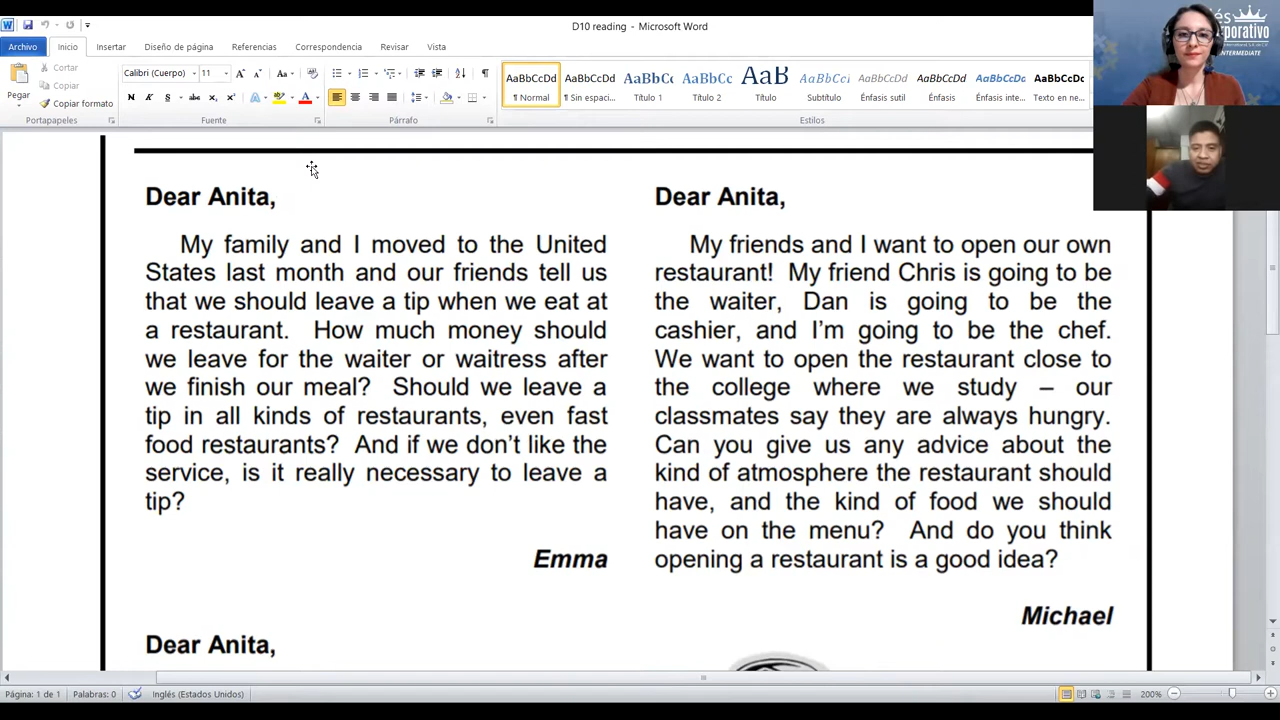 D10 reading - Microsoft Word
Archivo Inicio Insertar Diseño de página Referencias Correspondencia Revisar Vista
Pegar
Cortar
Copiar
Copiar formato
Portapapeles
Calibri (Cuerpo) 11
Fuente
Párrafo
AaBbCcDd AaBbCcDd AaBbCc AaBbCc AaB AaBbCcL AaBbCcDd AaBbCcDd AaBbCcDc AaBbCcDc
¶ Normal ¶ Sin espaci... Título 1 Título 2 Título Subtítulo Énfasis sutil Énfasis Énfasis inte... Texto en ne...
Estilos
és
rporativo
INTERMEDIATE
Dear Anita,
My family and I moved to the United
States last month and our friends tell us
that we should leave a tip when we eat at
a restaurant. How much money should
we leave for the waiter or waitress after
we finish our meal? Should we leave a
tip in all kinds of restaurants, even fast
food restaurants? And if we don't like the
service, is it really necessary to leave a
tip?
Emma
Dear Anita,
Dear Anita,
My friends and I want to open our own
restaurant! My friend Chris is going to be
the waiter, Dan is going to be the
cashier, and I'm going to be the chef.
We want to open the restaurant close to
the college where we study – our
classmates say they are always hungry.
Can you give us any advice about the
kind of atmosphere the restaurant should
have, and the kind of food we should
have on the menu? And do you think
opening a restaurant is a good idea?
Michael
Página: 1 de 1 Palabras: 0 Inglés (Estados Unidos) 200%